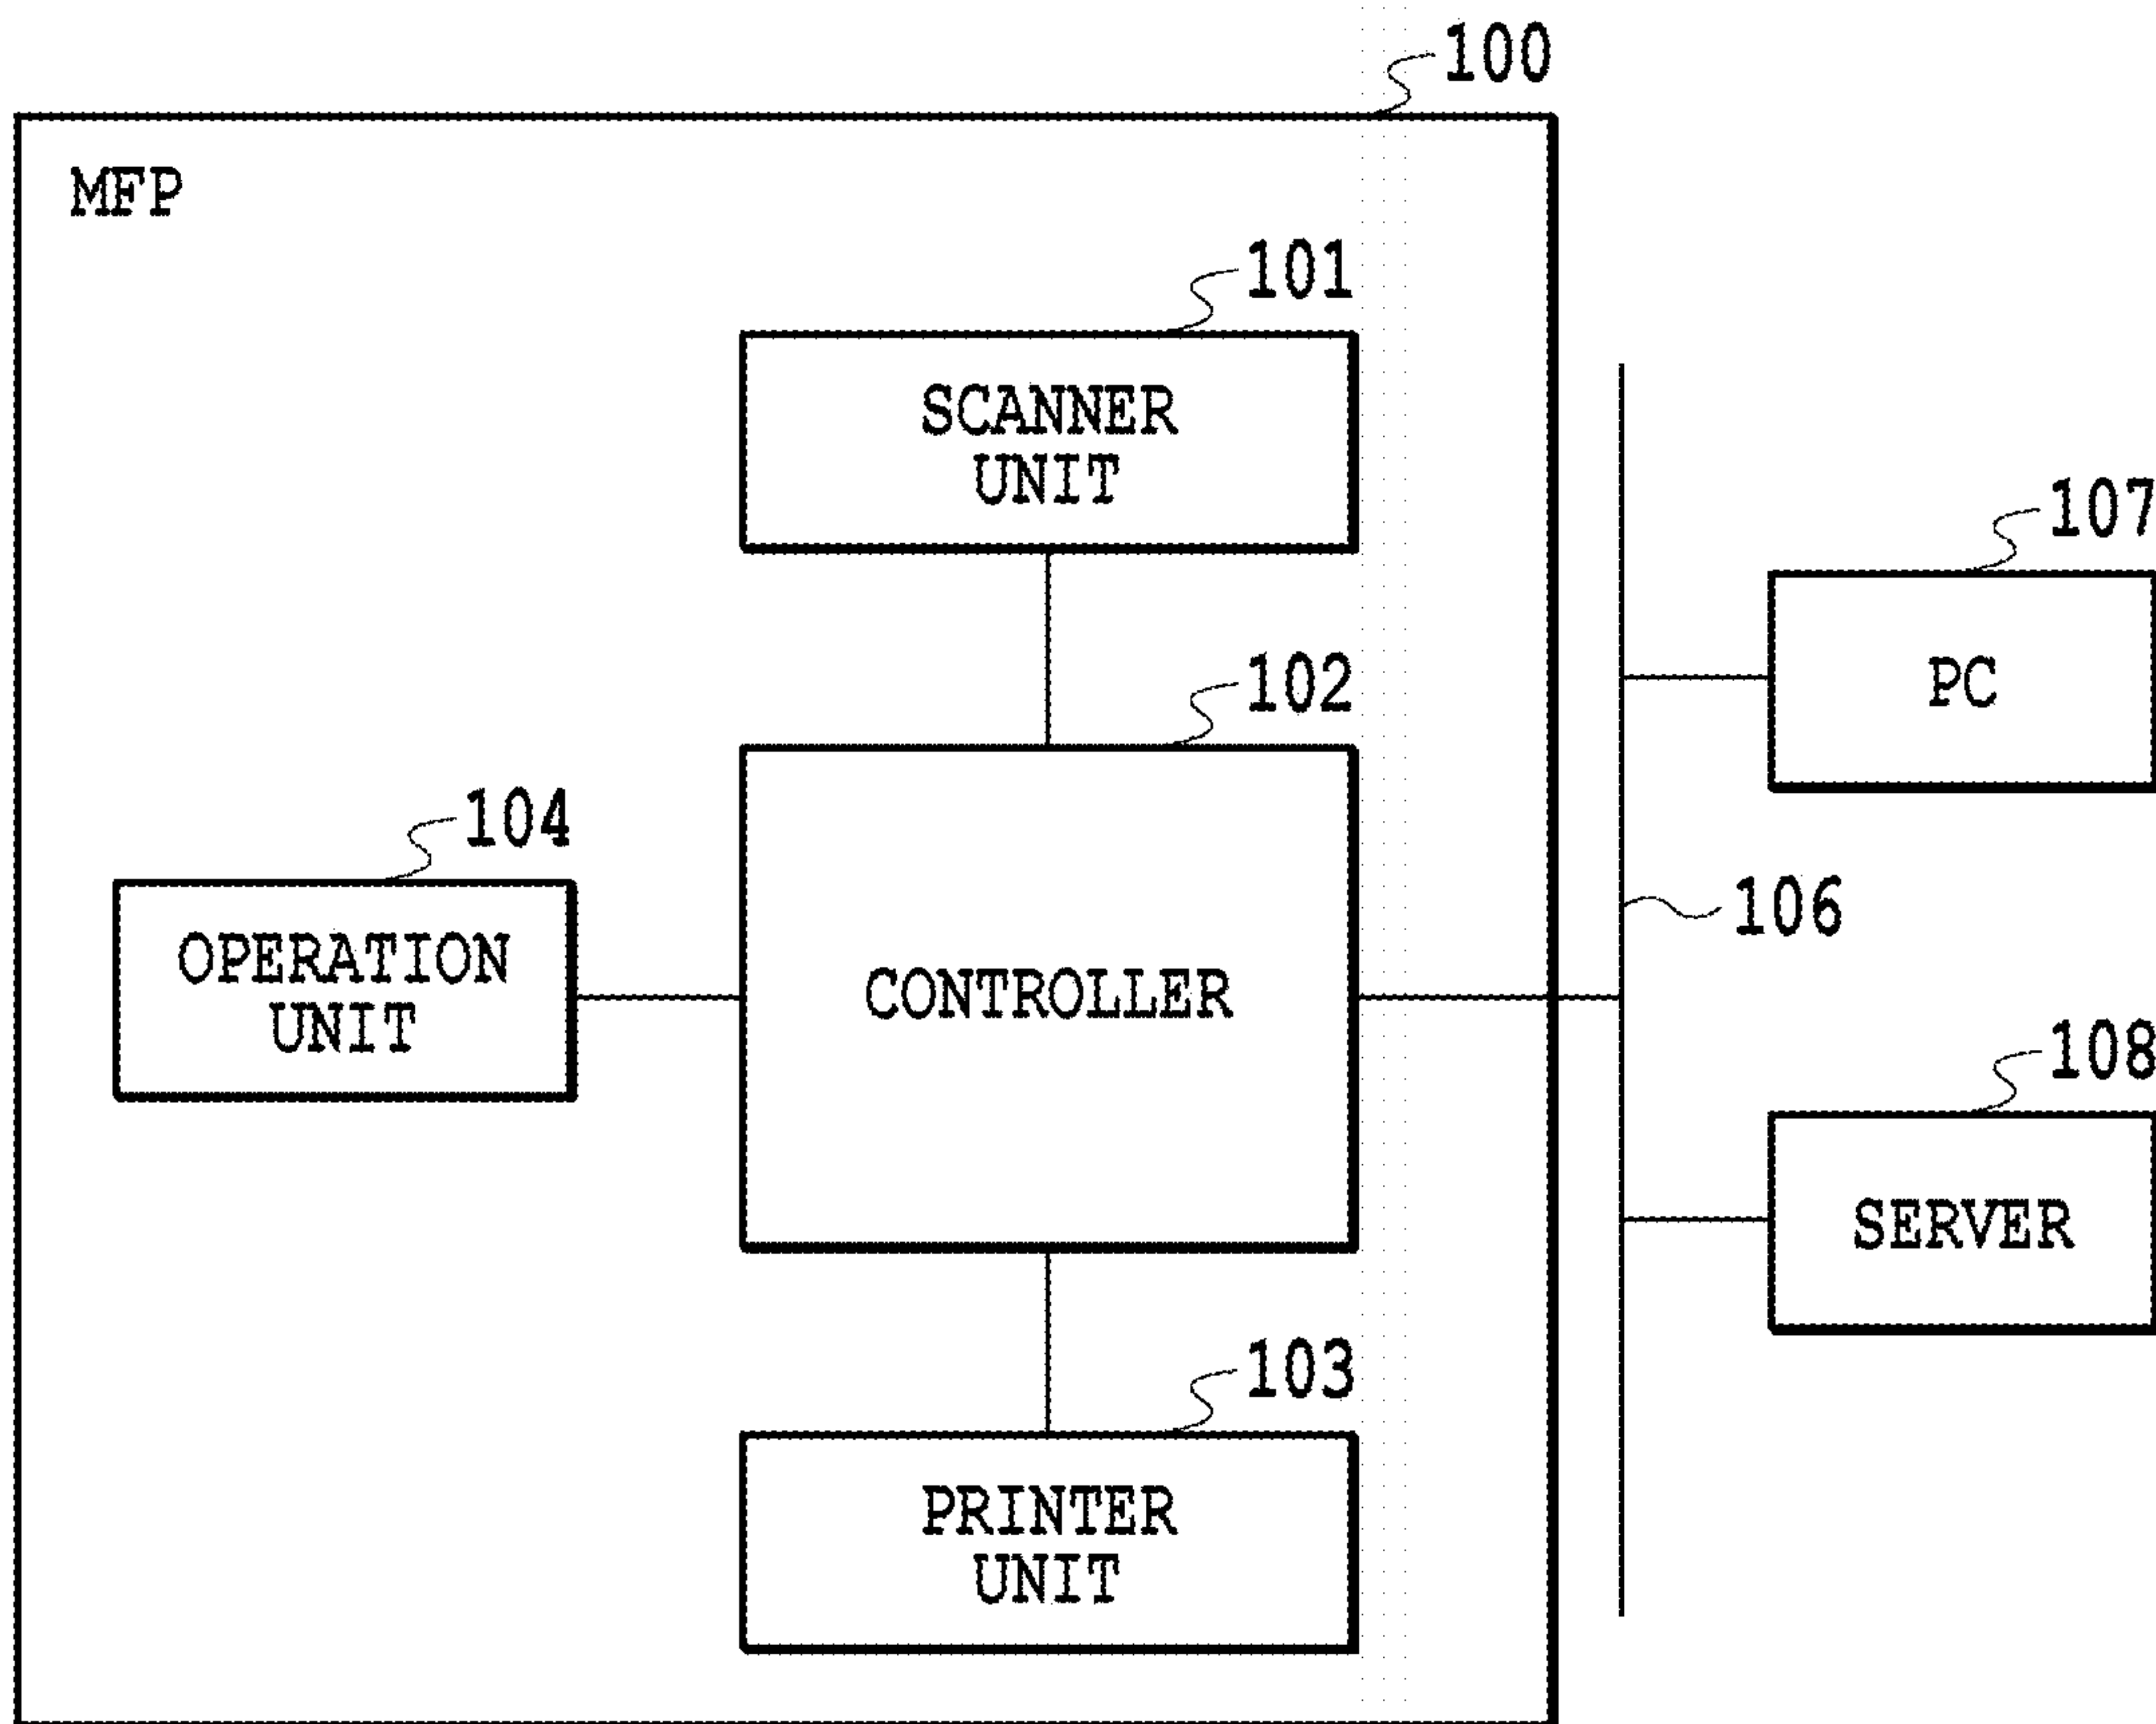 100
MFP
101
SCANNER
UNIT
107
102
PC
104
106
OPERATION
UNIT
CONTROLLER
108
SERVER
103
PRINTER
UNIT